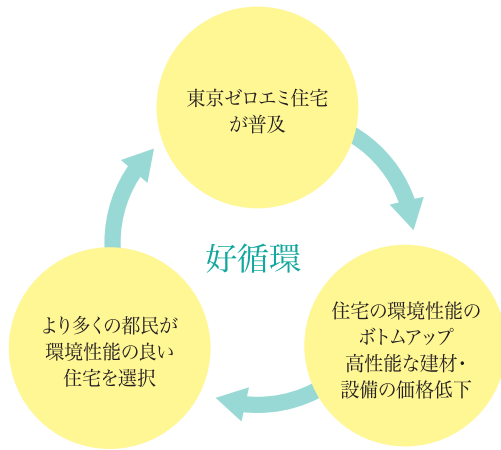 東京ゼロエミ住宅
が普及
好循環
住宅の環境性能の
ボトムアップ
高性能な建材・
設備の価格低下
より多くの都民が
環境性能の良い
住宅を選択